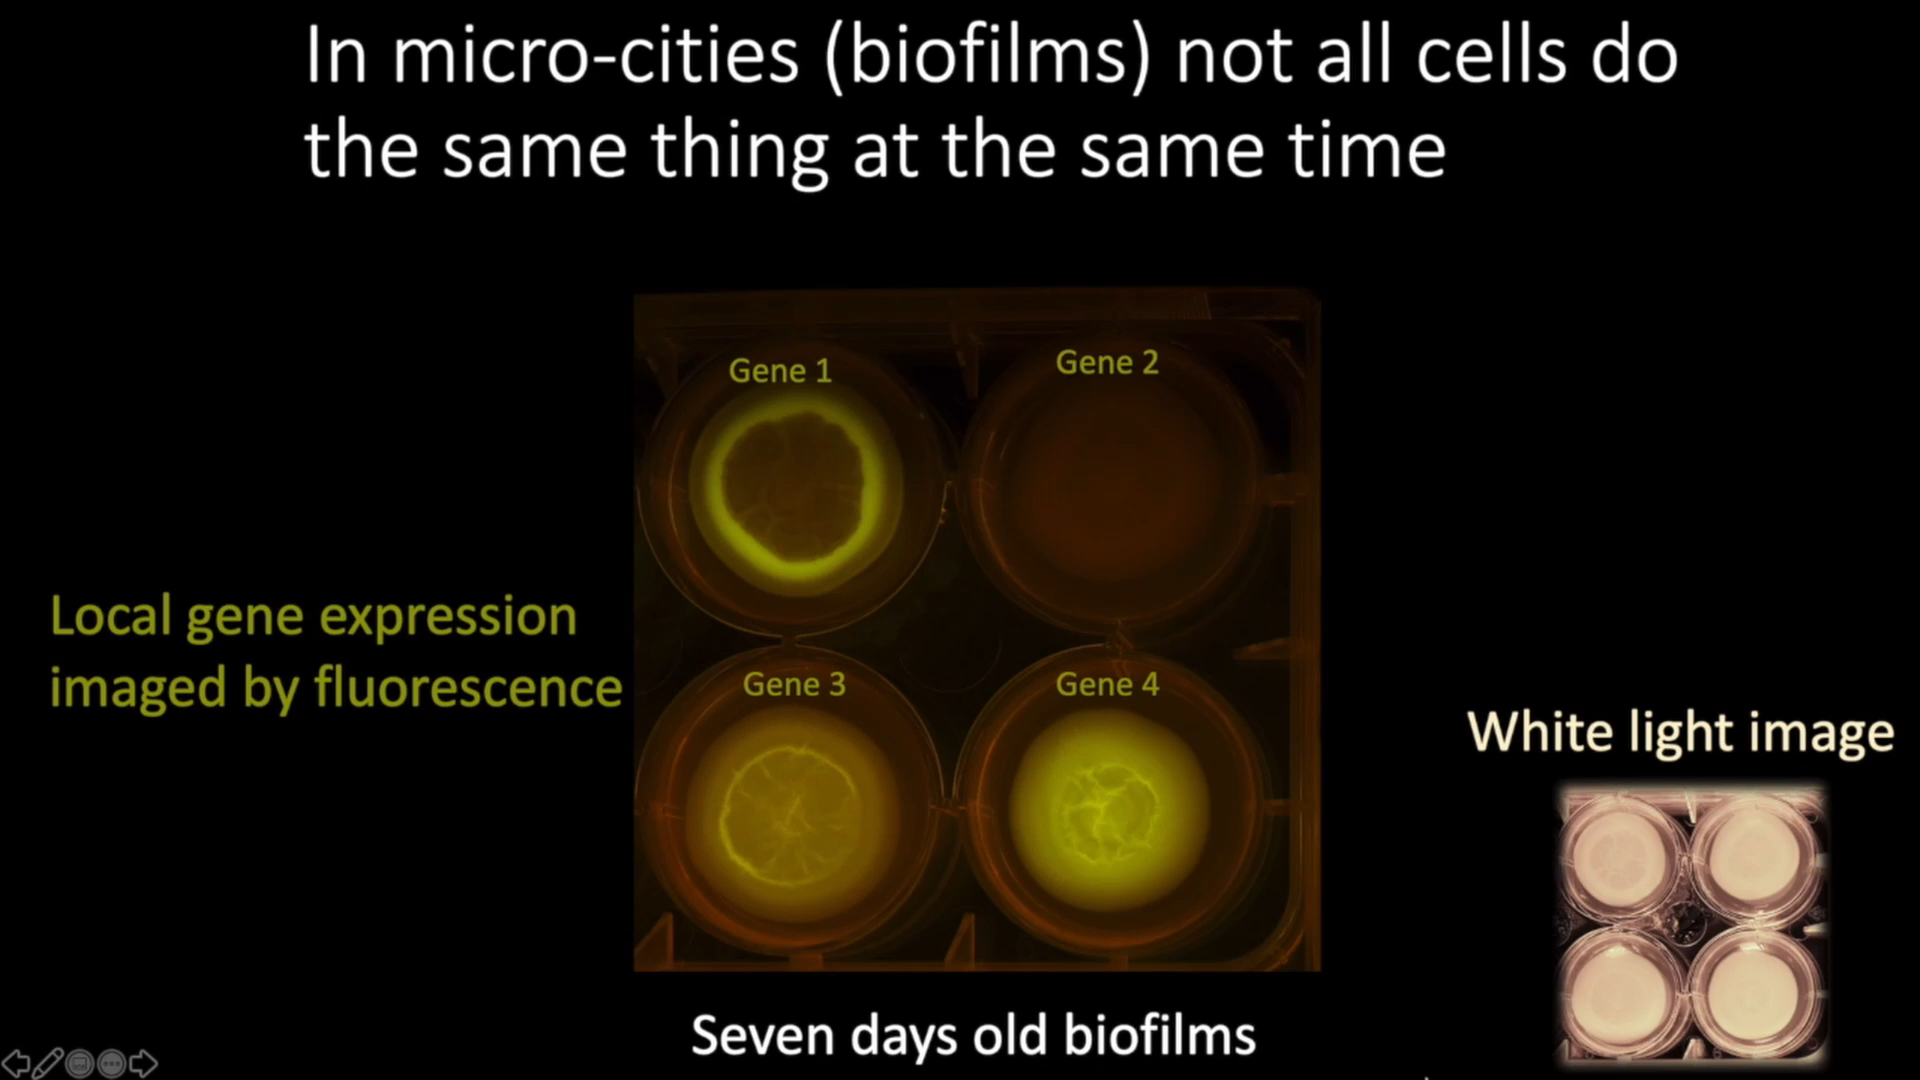 In micro-cities (biofilms) not all cells do
the same thing at the same time
Gene 1
Gene 2
Local gene expression
imaged by fluorescence
Gene 3
Gene 4
White light image
Seven days old biofilms